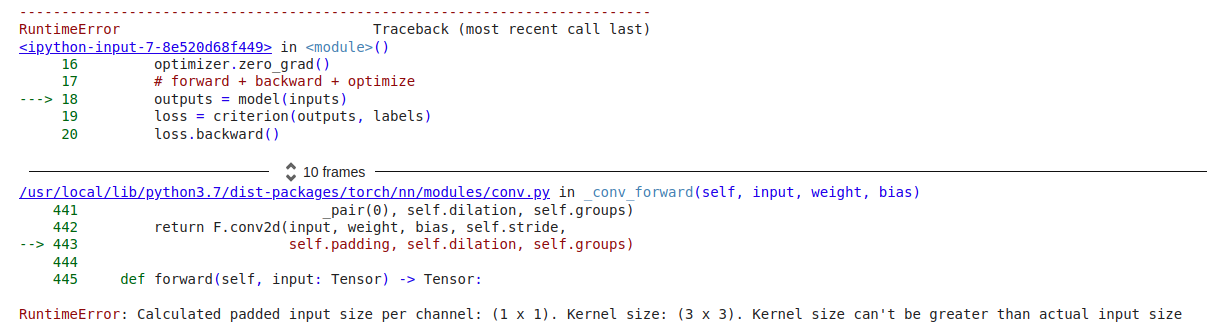 ---------------------------------------------------------------------------
RuntimeError                              Traceback (most recent call last)
<ipython-input-7-8e520d68f449> in <module>()
     16         optimizer.zero_grad()
     17         # forward + backward + optimize
---> 18         outputs = model(inputs)
     19         loss = criterion(outputs, labels)
     20         loss.backward()
10 frames
/usr/local/lib/python3.7/dist-packages/torch/nn/modules/conv.py in _conv_forward(self, input, weight, bias)
    441                             _pair(0), self.dilation, self.groups)
    442         return F.conv2d(input, weight, bias, self.stride,
--> 443                         self.padding, self.dilation, self.groups)
    444
    445     def forward(self, input: Tensor) -> Tensor:
RuntimeError: Calculated padded input size per channel: (1 x 1). Kernel size: (3 x 3). Kernel size can't be greater than actual input size